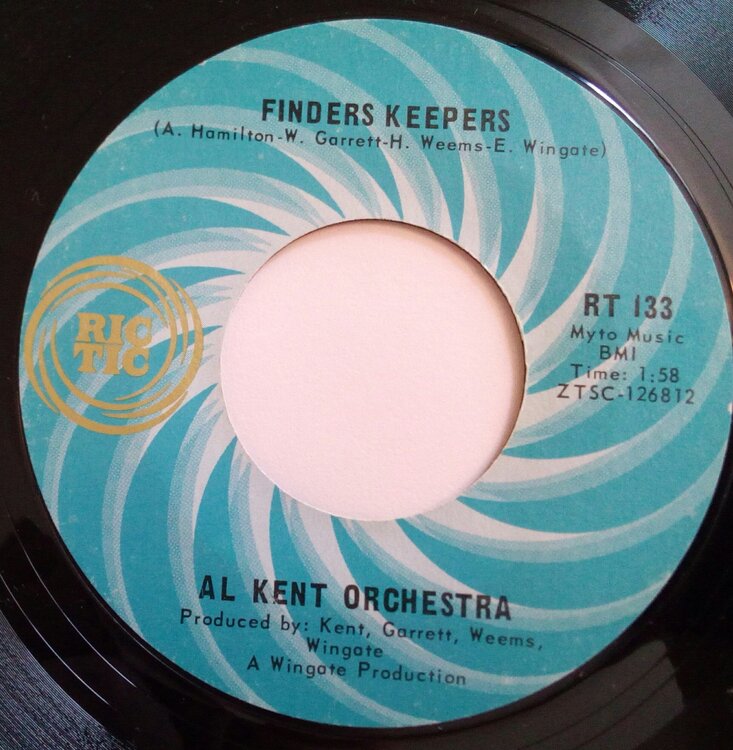 FINDERS KEEPERS
(A. Hamilton-W. Garrett-H. Weems-E. Wingate)
RIC
TIC
RT 133
Myto Music
BMI
Time: 1:58
ZTSC-126812
AL KENT ORCHESTRA
Produced by: Kent, Garrett, Weems,
Wingate
A Wingate Production